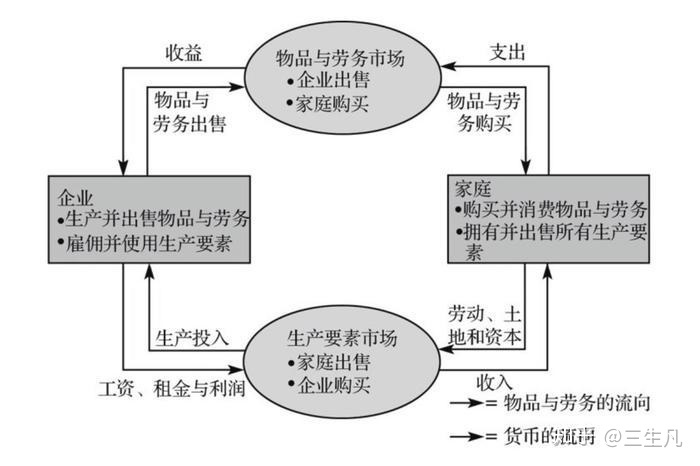 收益
物品与劳务市场
•企业出售
•家庭购买
支出
物品与
劳务出售
物品与劳
务购买
企业
•生产并出售物品与劳务
•雇佣并使用生产要素
家庭
•购买并消费物品与劳务
•拥有并出售所有生产要
素
生产投入
生产要素市场
•家庭出售
•企业购买
劳动、土
地和资本
工资、租金与利润
收入
= 物品与劳务的流向
= 货币的
知乎 @三生凡